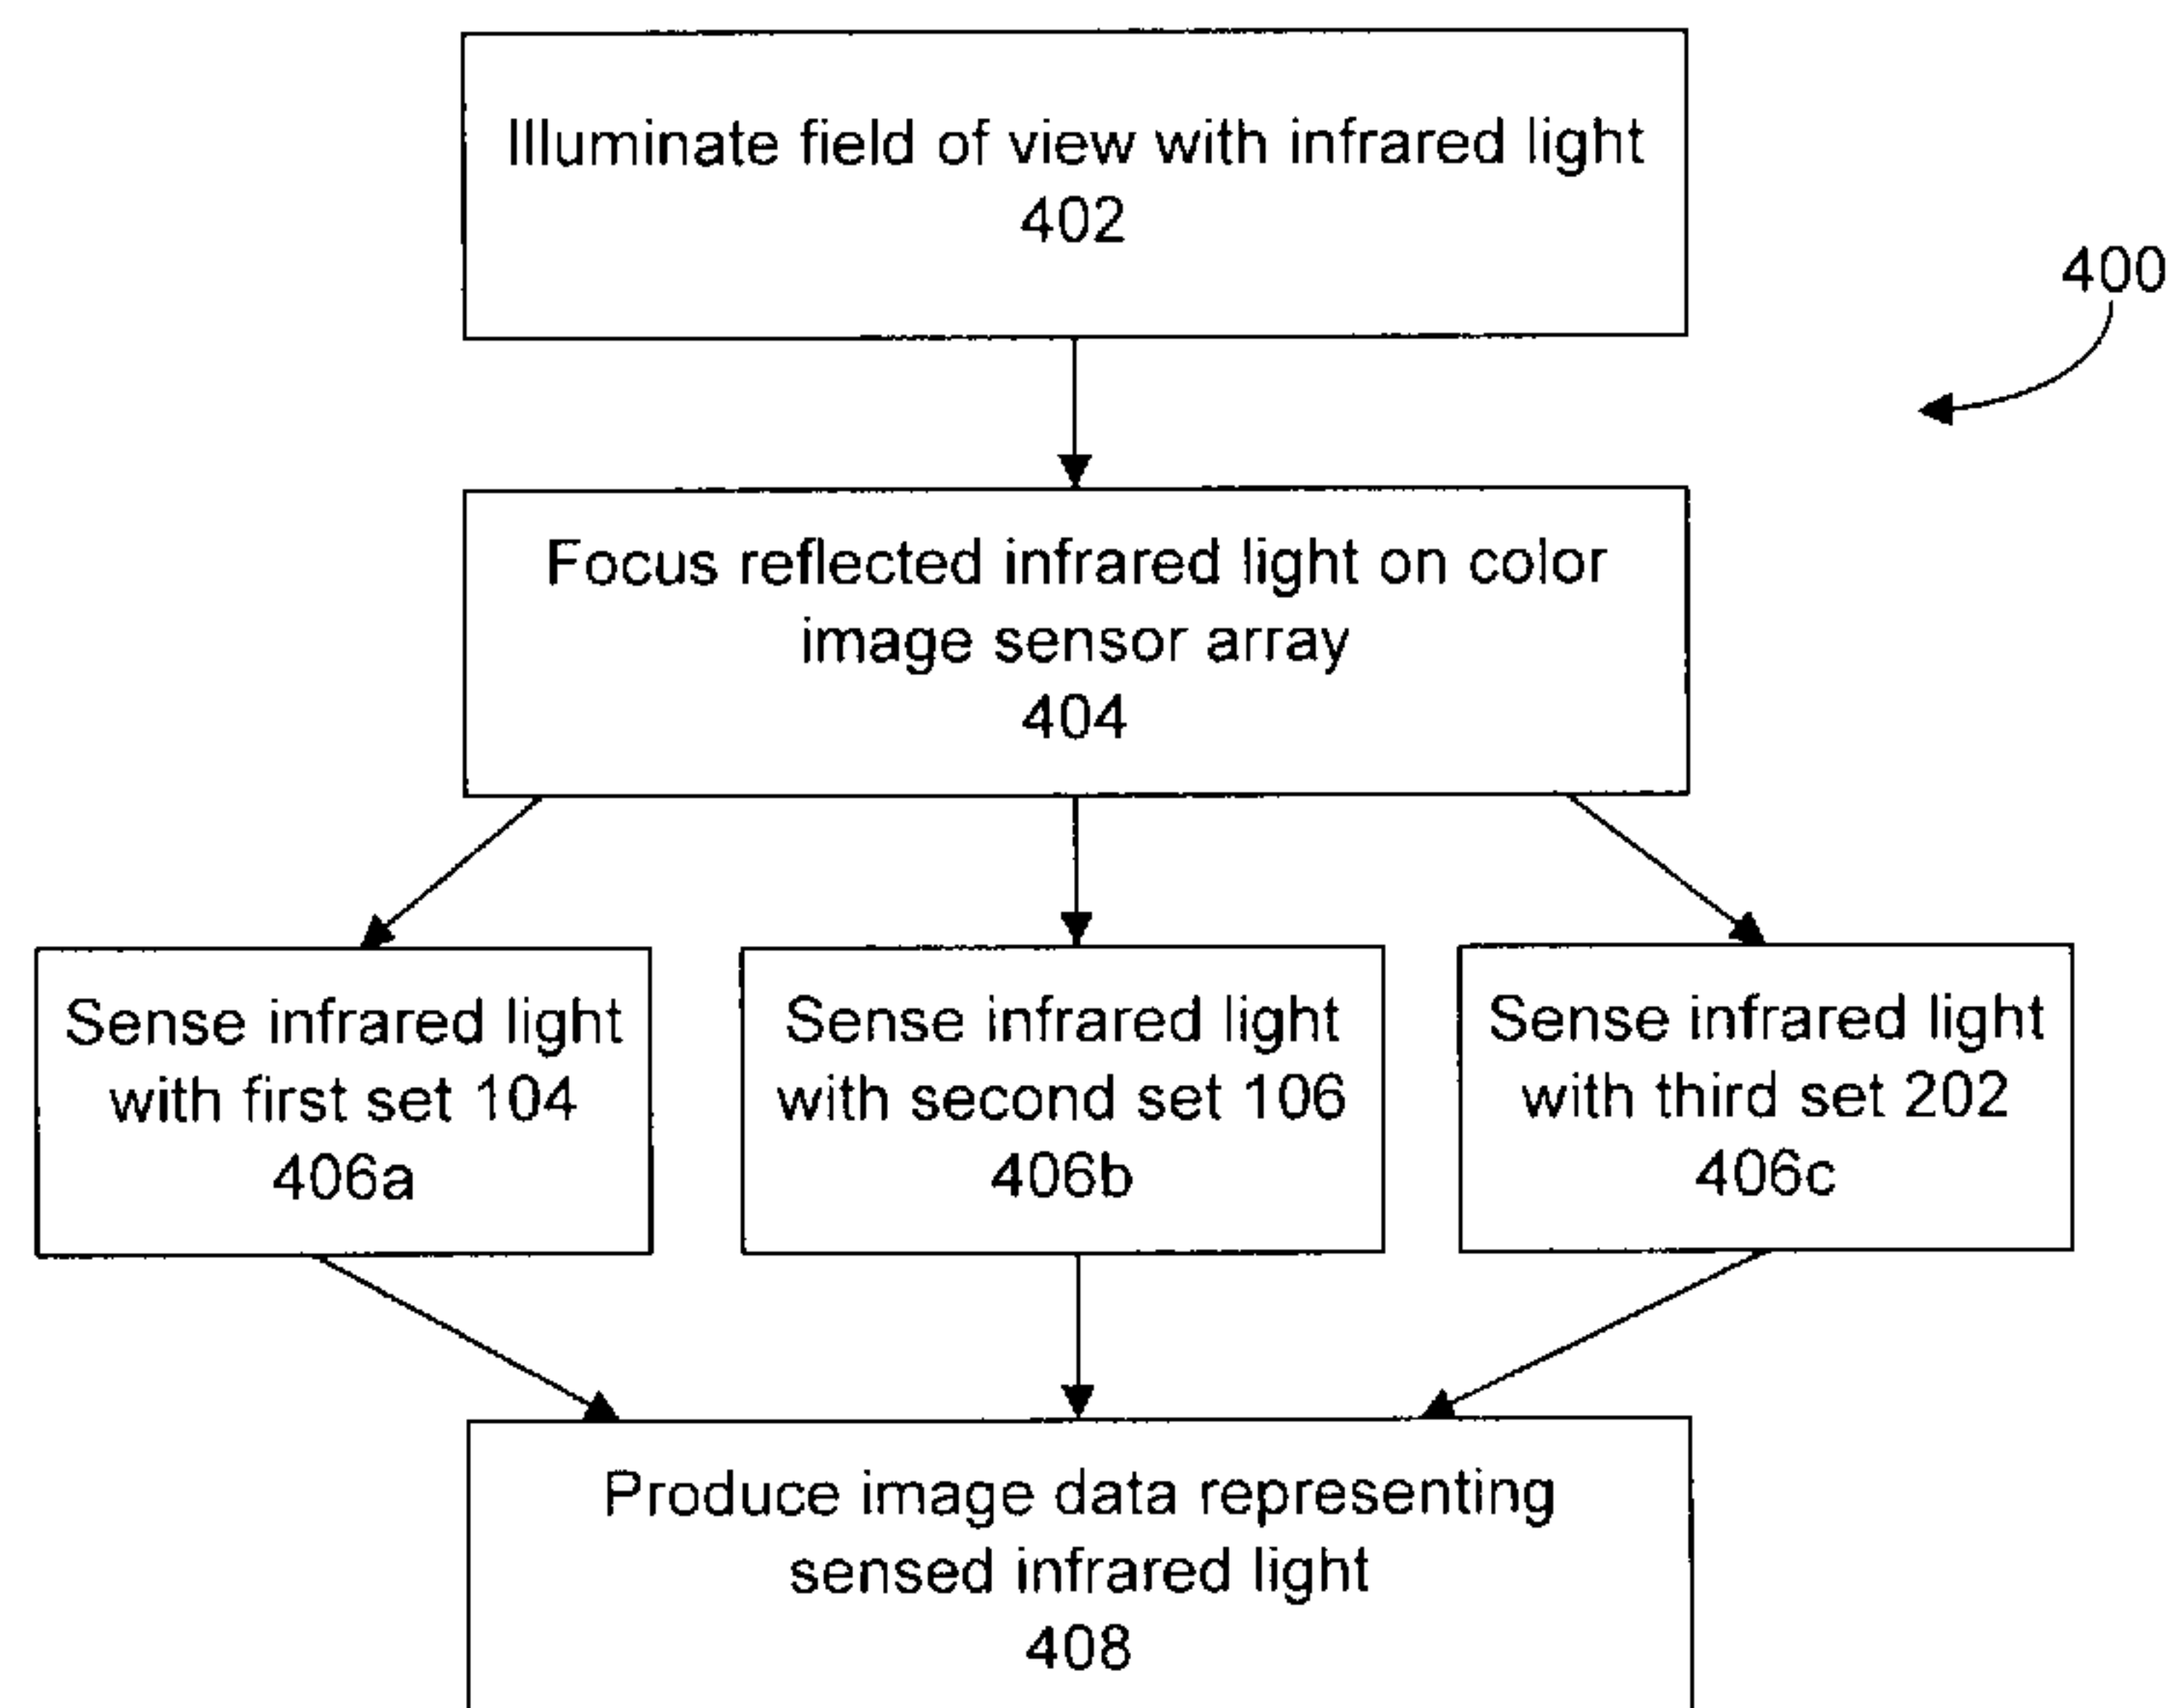 Illuminate field of view with infrared light
402
400
Focus reflected infrared light on color
image sensor array
404
Sense infrared light
with first set 104
406a
Sense infrared light
with second set 106
406b
Sense infrared light
with third set 202
406c
Produce image data representing
sensed infrared light
408